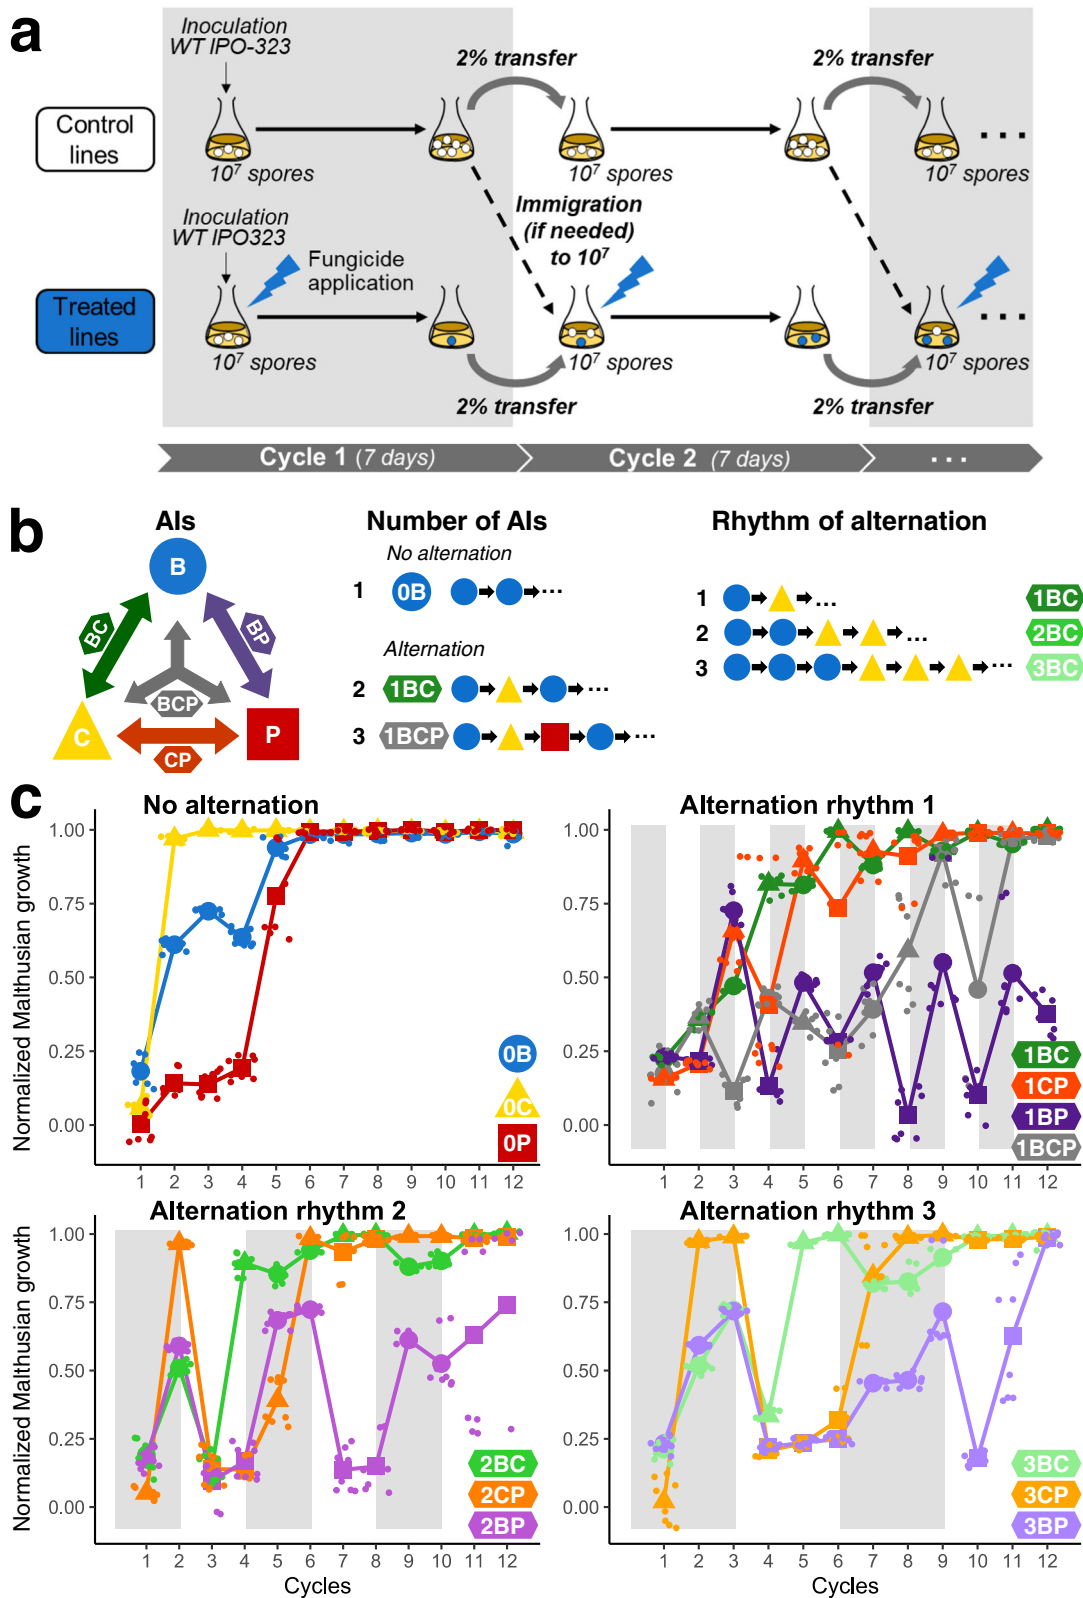 a
Inoculation
WT IPO-323
2% transfer
2% transfer
Control
lines
10⁷ spores
10⁷ spores
10⁷ spores
Inoculation
WT IPO323
Immigration
(if needed)
to 10⁷
Fungicide
application
Treated
lines
10⁷ spores
10⁷ spores
10⁷ spores
2% transfer
2% transfer
Cycle 1 (7 days)
Cycle 2 (7 days)
...
b
AIs
Number of AIs
Rhythm of alternation
B
BC
BP
BCP
C
P
CP
No alternation
1 0B ...
Alternation
2 1BC ...
3 1BCP ...
1 ... 1BC
2 ... 2BC
3 ... 3BC
c
No alternation
Normalized Malthusian growth
1.00
0.75
0.50
0.25
0.00
0B
0C
0P
1 2 3 4 5 6 7 8 9 10 11 12
Alternation rhythm 1
Normalized Malthusian growth
1.00
0.75
0.50
0.25
0.00
1BC
1CP
1BP
1BCP
1 2 3 4 5 6 7 8 9 10 11 12
Alternation rhythm 2
Normalized Malthusian growth
1.00
0.75
0.50
0.25
0.00
2BC
2CP
2BP
1 2 3 4 5 6 7 8 9 10 11 12
Cycles
Alternation rhythm 3
Normalized Malthusian growth
1.00
0.75
0.50
0.25
0.00
3BC
3CP
3BP
1 2 3 4 5 6 7 8 9 10 11 12
Cycles